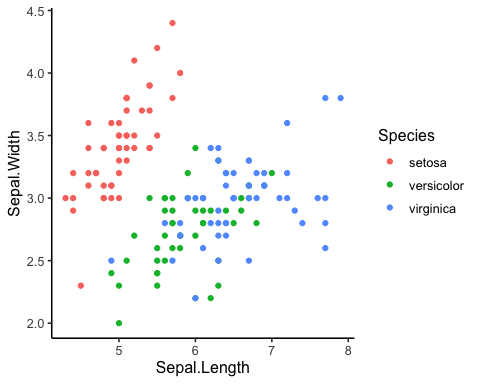 4.5
4.0
3.5
3.0
2.5
2.0
Sepal.Width
5
6
7
8
Sepal.Length
Species
setosa
versicolor
virginica